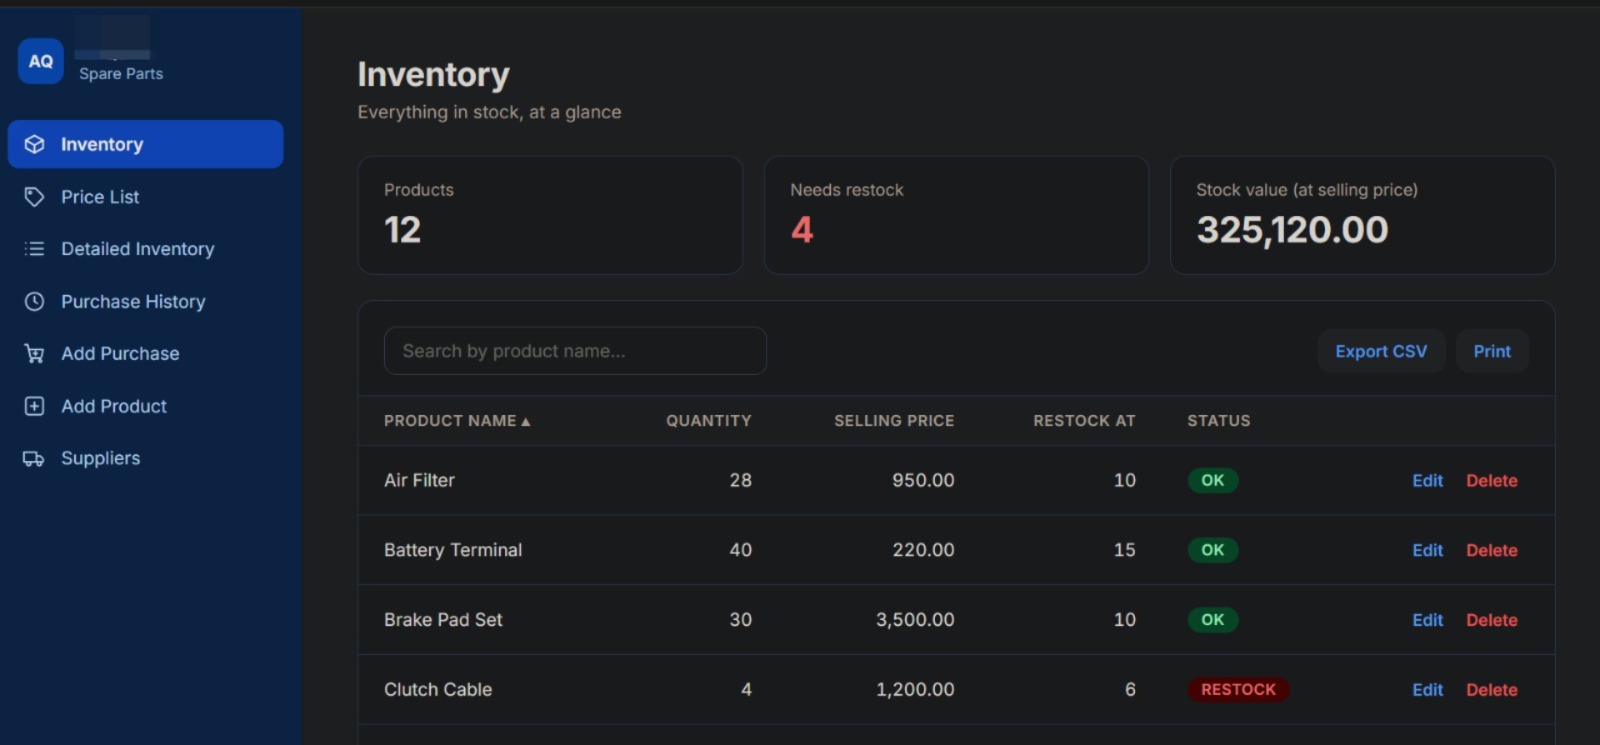 AQ
Spare Parts
Inventory
Price List
Detailed Inventory
Purchase History
Add Purchase
Add Product
Suppliers
Inventory
Everything in stock, at a glance
Products
12
Needs restock
4
Stock value (at selling price)
325,120.00
Search by product name...
Export CSV Print
PRODUCT NAME ▲ QUANTITY SELLING PRICE RESTOCK AT STATUS
Air Filter 28 950.00 10 OK Edit Delete
Battery Terminal 40 220.00 15 OK Edit Delete
Brake Pad Set 30 3,500.00 10 OK Edit Delete
Clutch Cable 4 1,200.00 6 RESTOCK Edit Delete